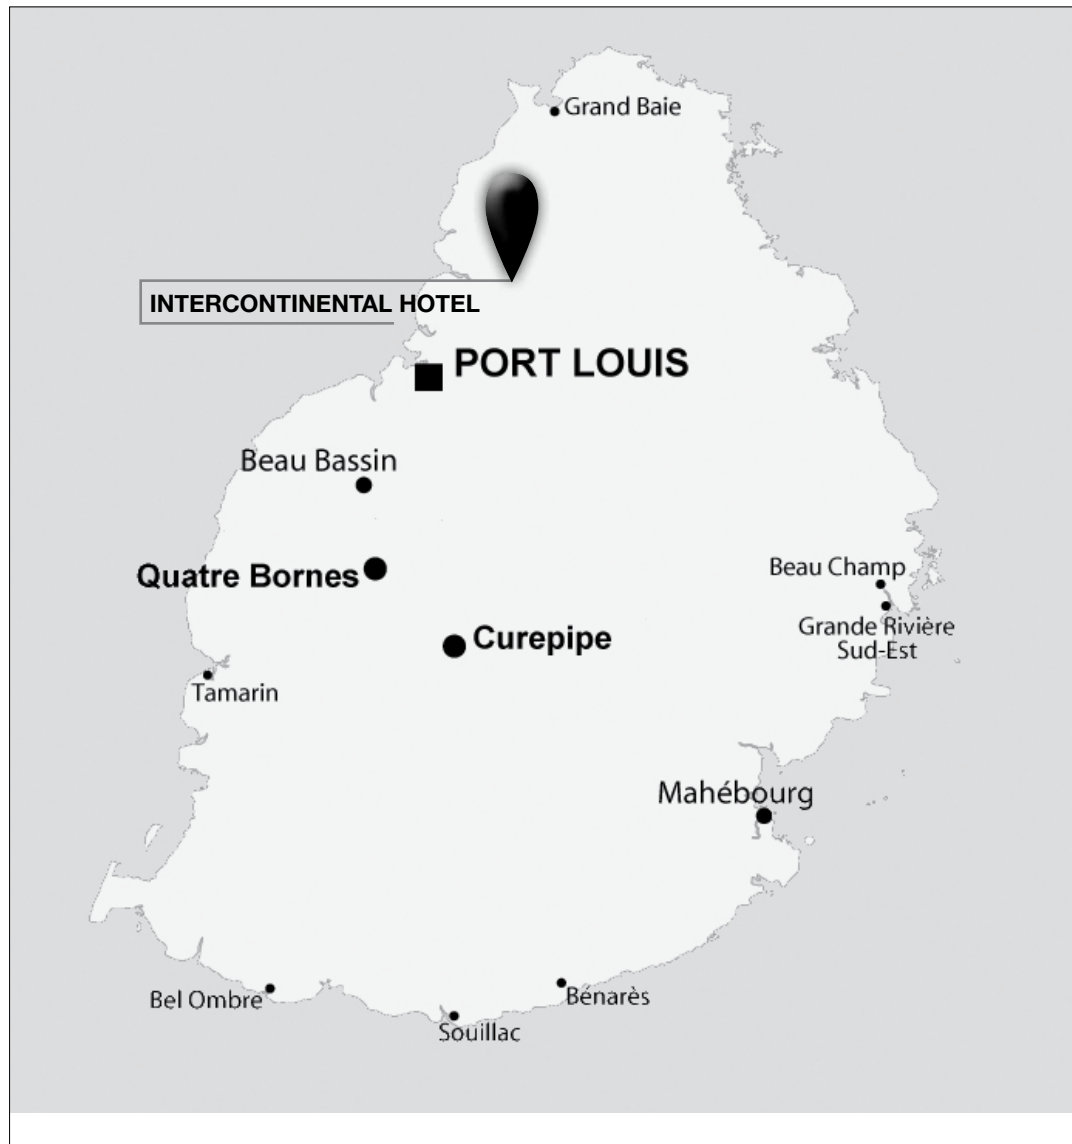 Grand Baie
INTERCONTINENTAL HOTEL
PORT LOUIS
Beau Bassin
Quatre Bornes
Beau Champ
Grande Rivière
Sud-Est
Curepipe
Tamarin
Mahébourg
Bel Ombre
Bénarès
Souillac